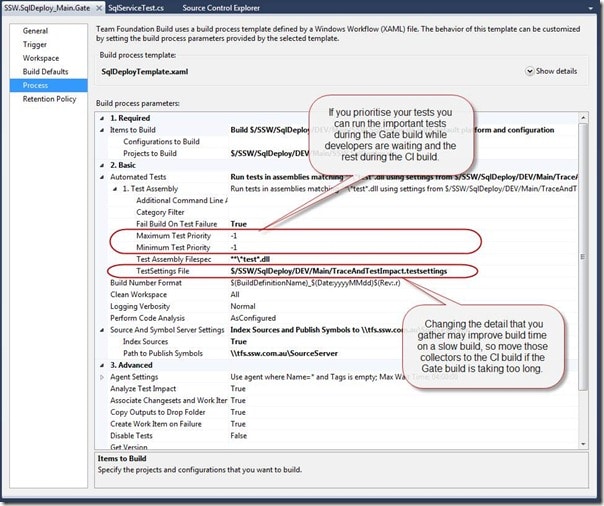 SSW.SqlDeploy_Main.Gate
SqlServiceTest.cs
Source Control Explorer
General
Trigger
Workspace
Build Defaults
Process
Retention Policy
Team Foundation Build uses a build process template defined by a Windows Workflow (XAML) file. The behavior of this template can be customized
by setting the build process parameters provided by the selected template.
Build process template:
SqlDeployTemplate.xaml
Show details
Build process parameters:
1. Required
Items to Build Build $/SSW/SqlDeploy/DEV/ platform and configuration
Configurations to Build
Projects to Build $/SSW/SqlDeploy/DEV/
2. Basic
Automated Tests Run tests in assemblies matching **\*test*.dll using settings from $/SSW/SqlDeploy/DEV/Main/TraceAndT
1. Test Assembly Run tests in assemblies matching **\*test*.dll using settings from $/SSW/SqlDeploy/DEV/Main/TraceAndTest
Additional Command Line A
Category Filter
Fail Build On Test Failure True
Maximum Test Priority -1
Minimum Test Priority -1
Test Assembly Filespec **\*test*.dll
TestSettings File $/SSW/SqlDeploy/DEV/Main/TraceAndTestImpact.testsettings
Build Number Format $(BuildDefinitionName)_$(Date:yyyyMMdd)$(Rev:.r)
Clean Workspace All
Logging Verbosity Normal
Perform Code Analysis AsConfigured
Source And Symbol Server Settings Index Sources and Publish Symbols to \\tfs.ssw.com.au\
Index Sources True
Path to Publish Symbols \\tfs.ssw.com.au\SourceServer
3. Advanced
Agent Settings Use agent where Name=* and Tags is empty; Max Wait
Analyze Test Impact True
Associate Changesets and Work Item True
Copy Outputs to Drop Folder True
Create Work Item on Failure True
Disable Tests False
Get Version
If you prioritise your tests you
can run the important tests
during the Gate build while
developers are waiting and the
rest during the CI build.
Changing the detail that you
gather may improve build time
on a slow build, so move those
collectors to the CI build if the
Gate build is taking too long.
Items to Build
Specify the projects and configurations that you want to build.